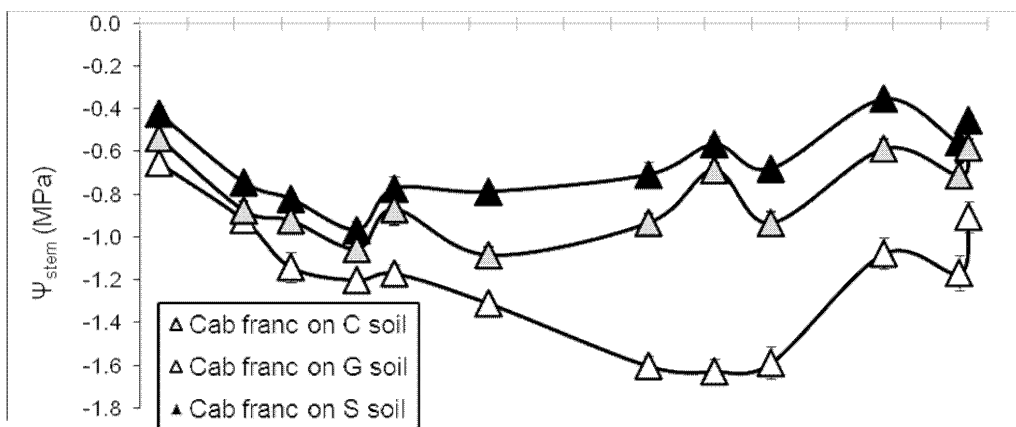 0.0
-0.2
-0.4
-0.6
-0.8
-1.0
-1.2
-1.4
-1.6
-1.8
Ψstem (MPa)
Cab franc on C soil
Cab franc on G soil
Cab franc on S soil